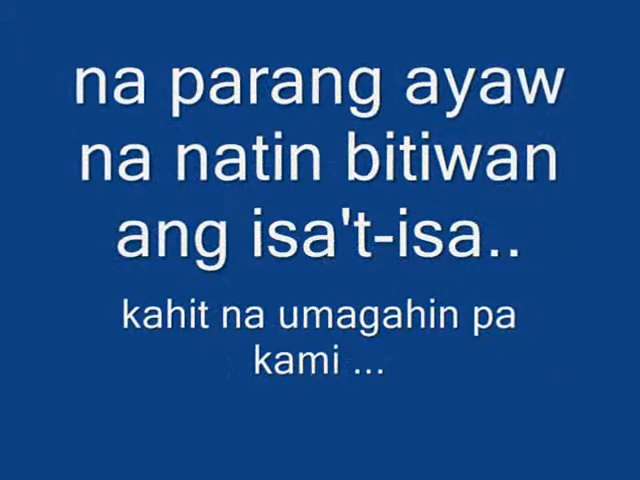 na parang ayaw
na natin bitiwan
ang isa't-isa..
kahit na umagahin pa
kami ...